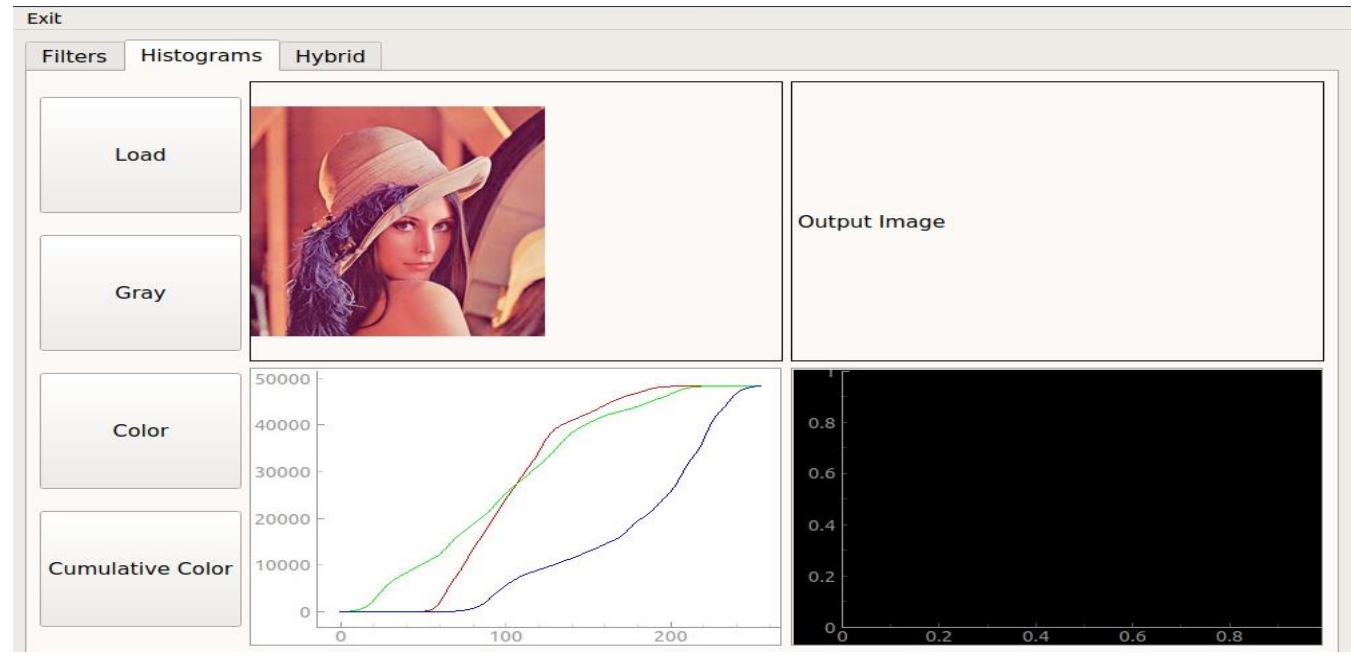 Exit
Filters Histograms Hybrid
Load
Gray
Color
Cumulative Color
Output Image
50000
40000
30000
20000
10000
0
0 100 200
1
0.8
0.6
0.4
0.2
0
0 0.2 0.4 0.6 0.8